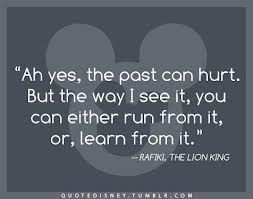 “Ah yes, the past can hurt.
But the way I see it, you
can either run from it,
or, learn from it.”
-- RAFIKI, THE LION KING
QUOTEDISNEY.TUMBLR.COM